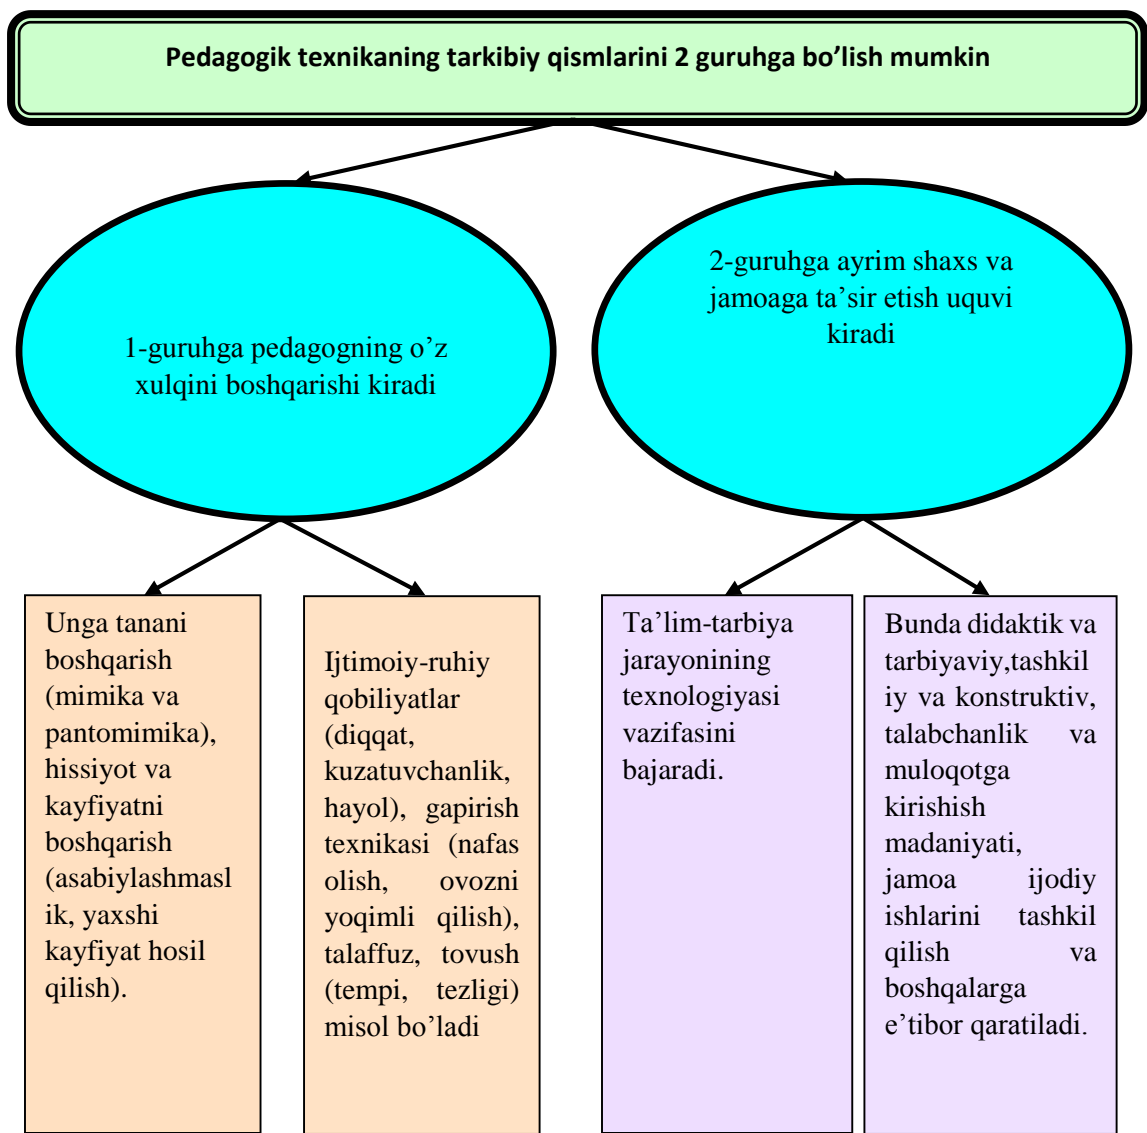 Pedagogik texnikaning tarkibiy qismlarini 2 guruhga bo’lish mumkin
1-guruhga pedagogning o’z
xulqini boshqarishi kiradi
2-guruhga ayrim shaxs va
jamoaga ta’sir etish uquvi
kiradi
Unga tanani
boshqarish
(mimika va
pantomimika),
hissiyot va
kayfiyatni
boshqarish
(asabiylashmasl
ik, yaxshi
kayfiyat hosil
qilish).
Ijtimoiy-ruhiy
qobiliyatlar
(diqqat,
kuzatuvchanlik,
hayol), gapirish
texnikasi (nafas
olish, ovozni
yoqimli qilish),
talaffuz, tovush
(tempi, tezligi)
misol bo’ladi
Ta’lim-tarbiya
jarayonining
texnologiyasi
vazifasini
bajaradi.
Bunda didaktik va
tarbiyaviy,tashkil
iy va konstruktiv,
talabchanlik va
muloqotga
kirishish
madaniyati,
jamoa ijodiy
ishlarini tashkil
qilish va
boshqalarga
e’tibor qaratiladi.